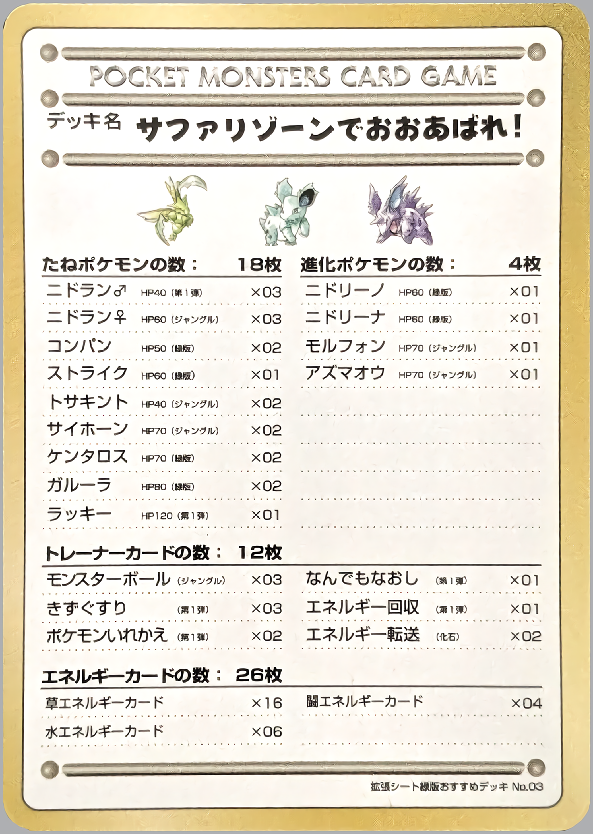 POCKET MONSTERS CARD GAME
デッキ名 サファリゾーンでおおあばれ!
たねポケモンの数: 18枚
ニドラン♂ HP40 (第1弾) ×03
ニドラン♀ HP60 (ジャングル) ×03
コンパン HP50 (緑版) ×02
ストライク HP60 (緑版) ×01
トサキント HP40 (ジャングル) ×02
サイホーン HP70 (ジャングル) ×02
ケンタロス HP70 (緑版) ×02
ガルーラ HP80 (緑版) ×02
ラッキー HP120 (第1弾) ×01
進化ポケモンの数: 4枚
ニドリーノ HP60 (緑版) ×01
ニドリーナ HP60 (緑版) ×01
モルフォン HP70 (ジャングル) ×01
アズマオウ HP70 (ジャングル) ×01
トレーナーカードの数: 12枚
モンスターボール (ジャングル) ×03
きずぐすり (第1弾) ×03
ポケモンいれかえ (第1弾) ×02
なんでもなおし (第1弾) ×01
エネルギー回収 (第1弾) ×01
エネルギー転送 (化石) ×02
エネルギーカードの数: 26枚
草エネルギーカード ×16
水エネルギーカード ×06
闘エネルギーカード ×04
拡張シート緑版おすすめデッキ No.03